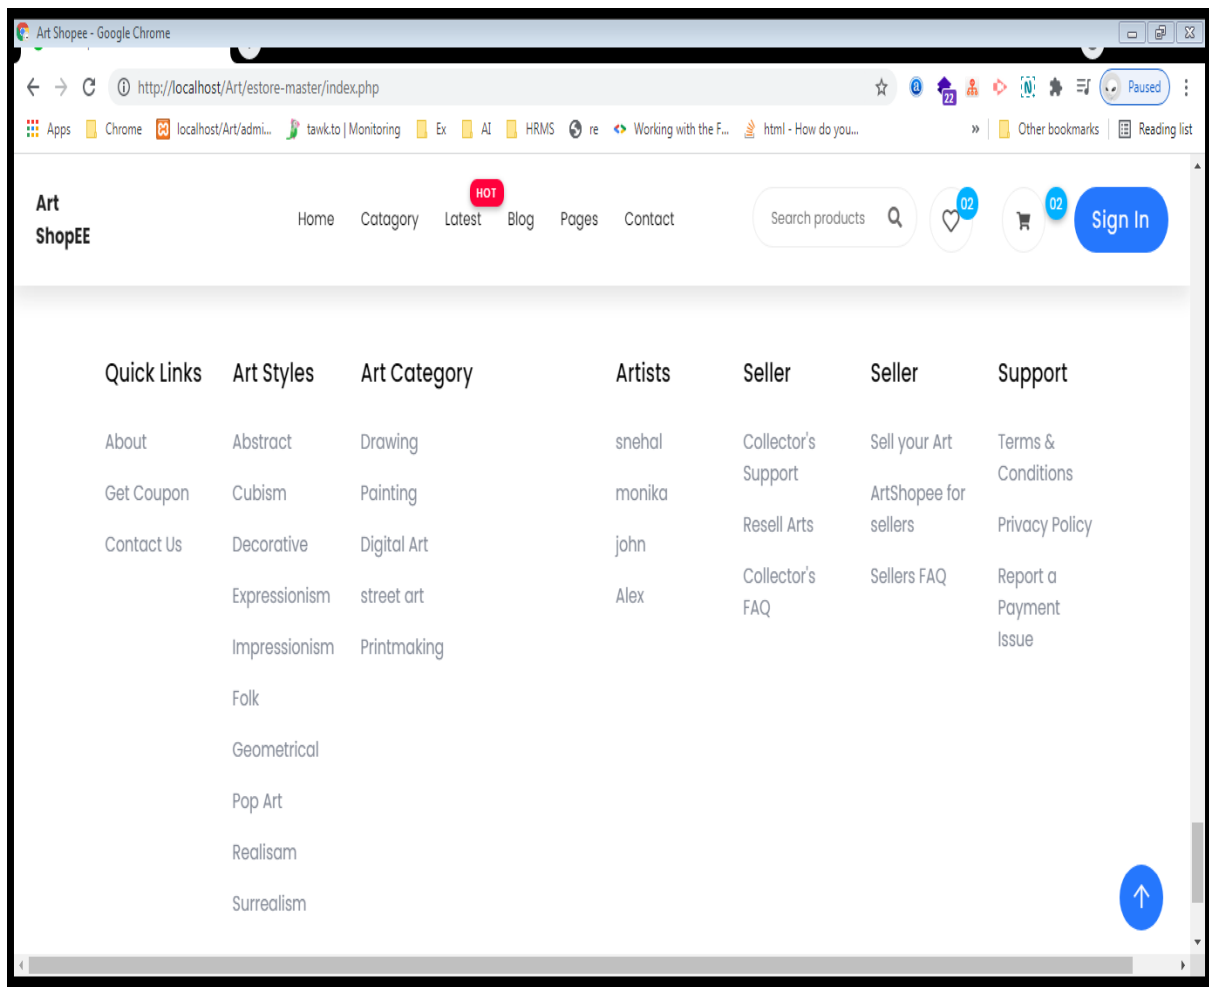 Art Shopee - Google Chrome
http://localhost/Art/estore-master/index.php
22
Paused
Apps Chrome localhost/Art/admi... tawk.to | Monitoring Ex AI HRMS re Working with the F... html - How do you... » Other bookmarks Reading list
Art
ShopEE
HOT
Home Catagory Latest Blog Pages Contact
Search products
02
02
Sign In
Quick Links
About
Get Coupon
Contact Us
Art Styles
Abstract
Cubism
Decorative
Expressionism
Impressionism
Folk
Geometrical
Pop Art
Realisam
Surrealism
Art Category
Drawing
Painting
Digital Art
street art
Printmaking
Artists
snehal
monika
john
Alex
Seller
Collector's
Support
Resell Arts
Collector's
FAQ
Seller
Sell your Art
ArtShopee for
sellers
Sellers FAQ
Support
Terms &
Conditions
Privacy Policy
Report a
Payment
Issue